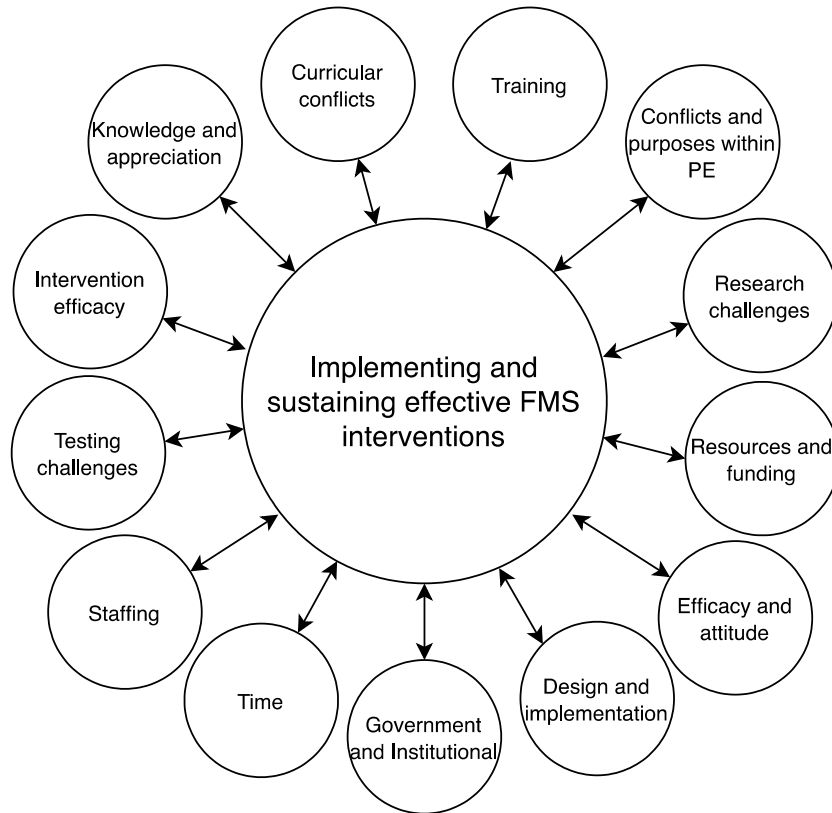 Curricular
conflicts
Training
Knowledge and
appreciation
Conflicts and
purposes within
PE
Intervention
efficacy
Research
challenges
Implementing and
sustaining effective FMS
interventions
Testing
challenges
Resources and
funding
Staffing
Efficacy and
attitude
Time
Design and
implementation
Government
and Institutional